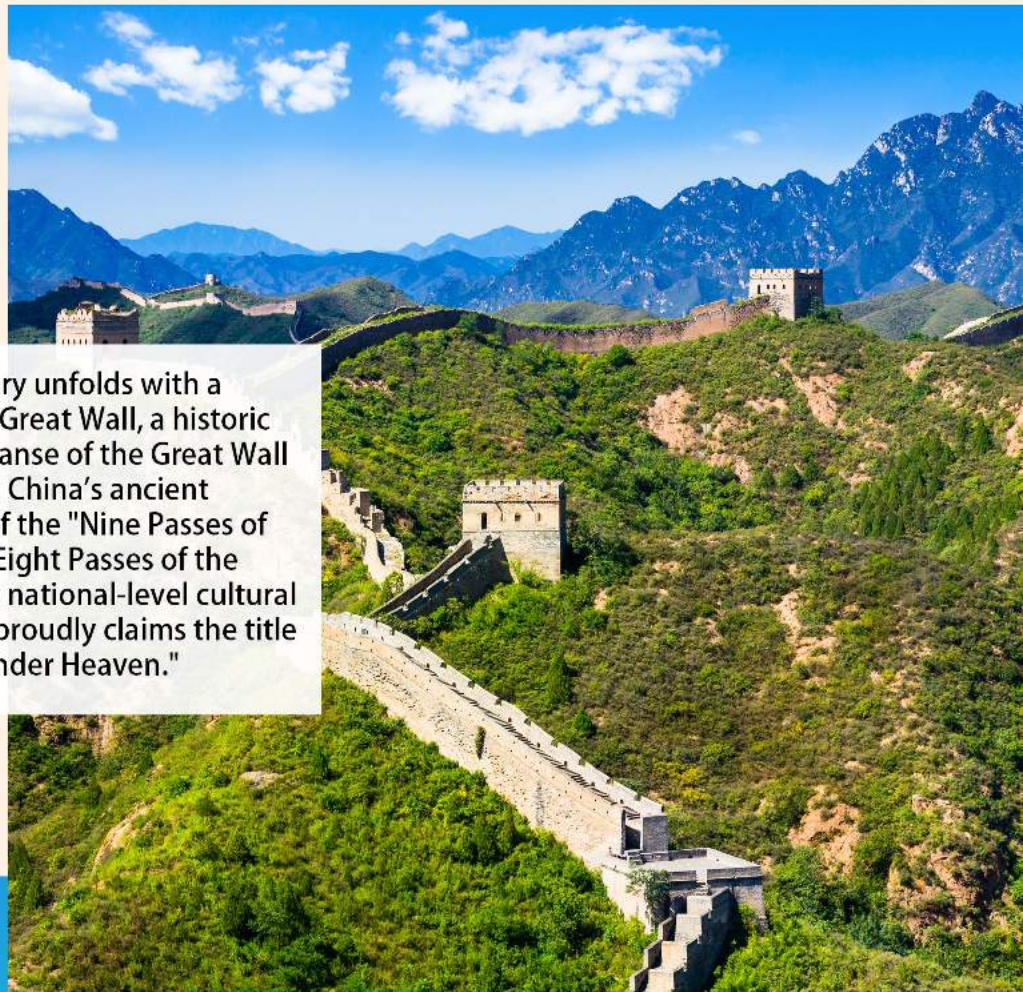 ry unfolds with a
Great Wall, a historic
anse of the Great Wall
China's ancient
f the "Nine Passes of
Eight Passes of the
national-level cultural
proudly claims the title
nder Heaven."